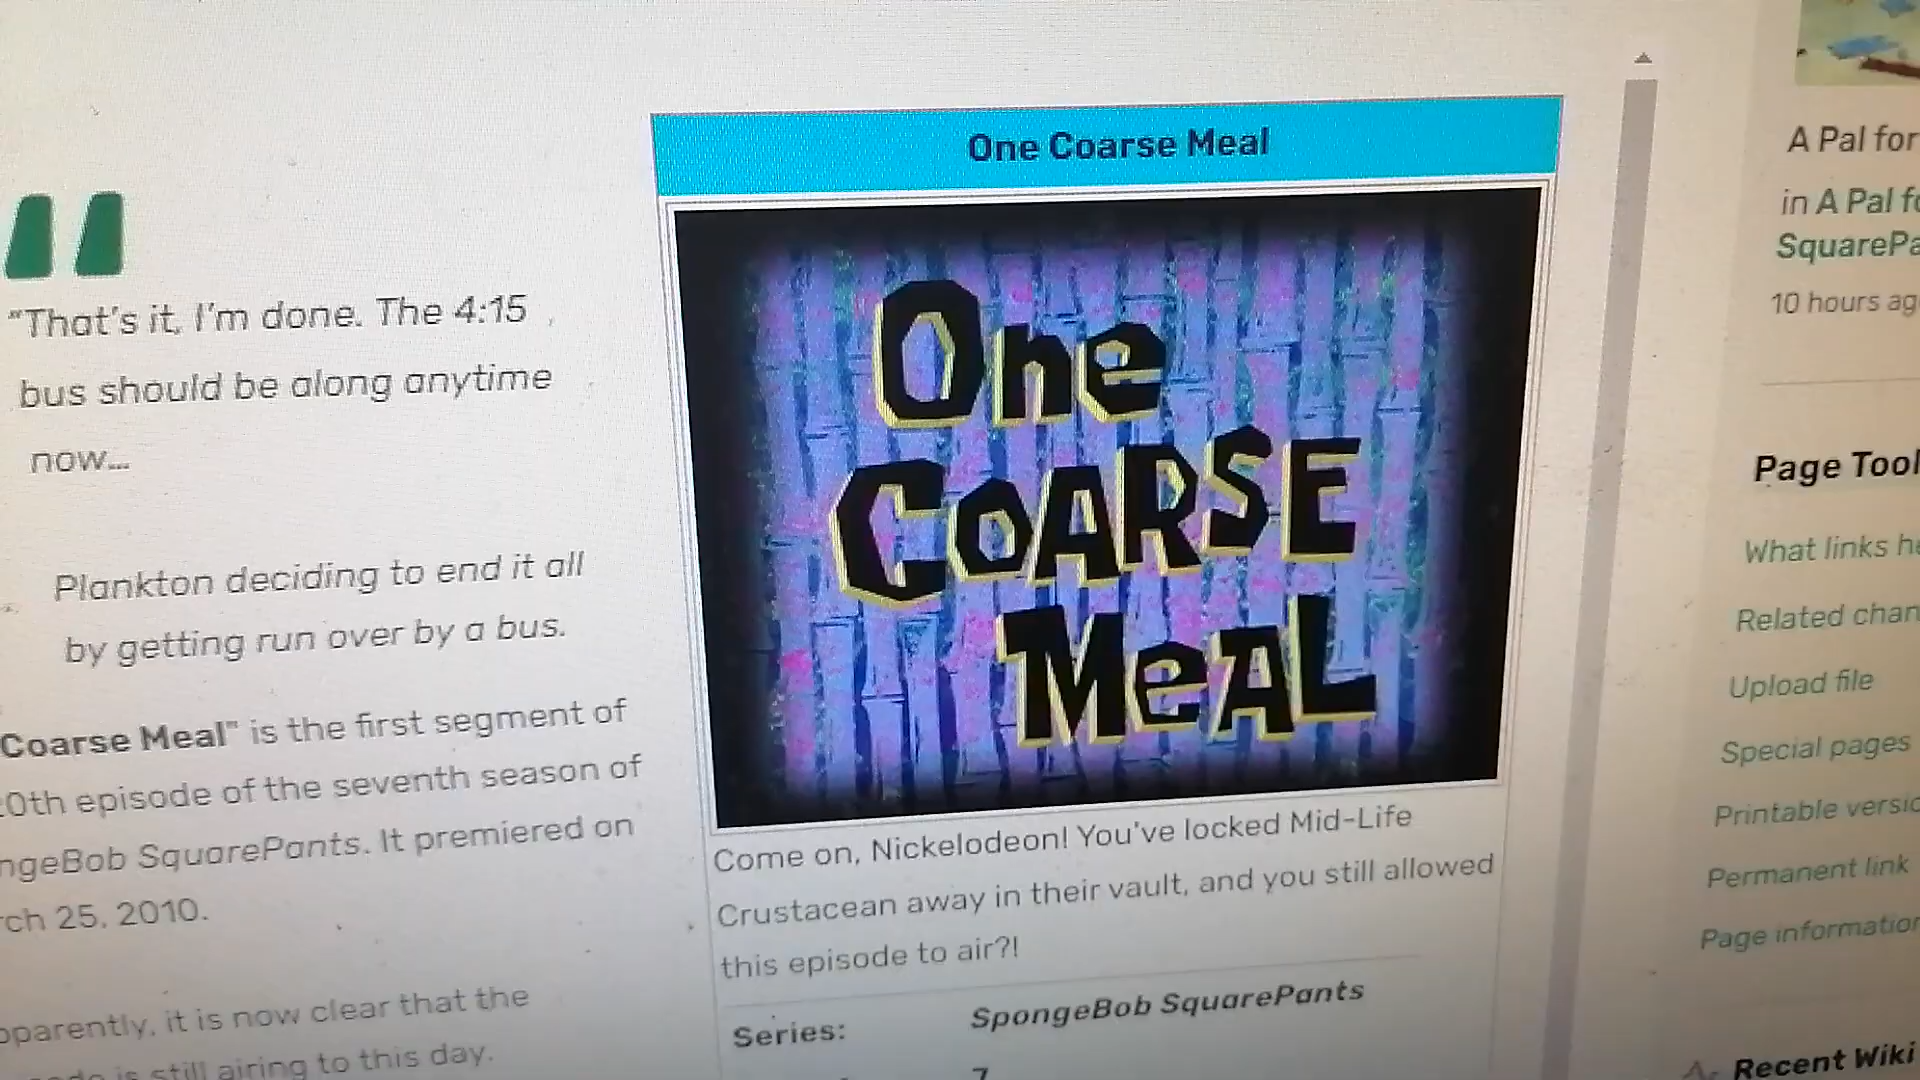 One Coarse Meal
One
COARSE
MeAL
"That's it, I'm done. The 4:15
bus should be along anytime
now...
Plankton deciding to end it all
by getting run over by a bus.
Coarse Meal" is the first segment of
0th episode of the seventh season of
ngeBob SquarePants. It premiered on
rch 25, 2010.
pparently, it is now clear that the
is still airing to this day.
Come on, Nickelodeon! You've locked Mid-Life
Crustacean away in their vault, and you still allowed
this episode to air?!
Series: SpongeBob SquarePants
7
A Pal for
in A Pal fo
SquarePa
10 hours ag
Page Tool
What links he
Related chan
Upload file
Special pages
Printable versio
Permanent link
Page information
Recent Wiki